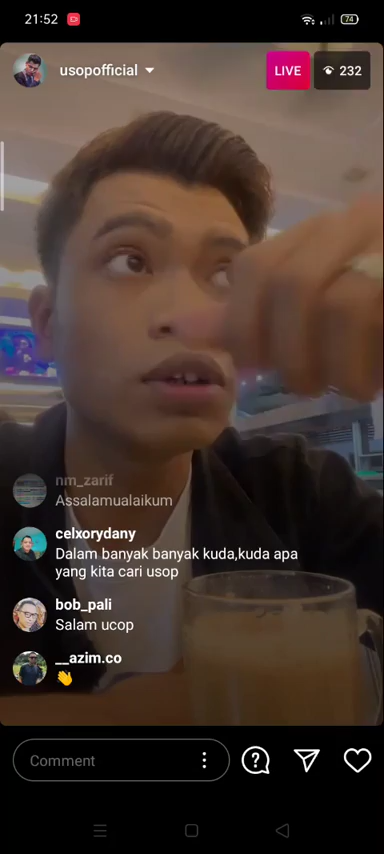 21:52
74
usopofficial
LIVE
232
nm_zarif
Assalamualaikum
celxorydany
Dalam banyak banyak kuda,kuda apa
yang kita cari usop
bob_pali
Salam ucop
__azim.co
👋
Comment